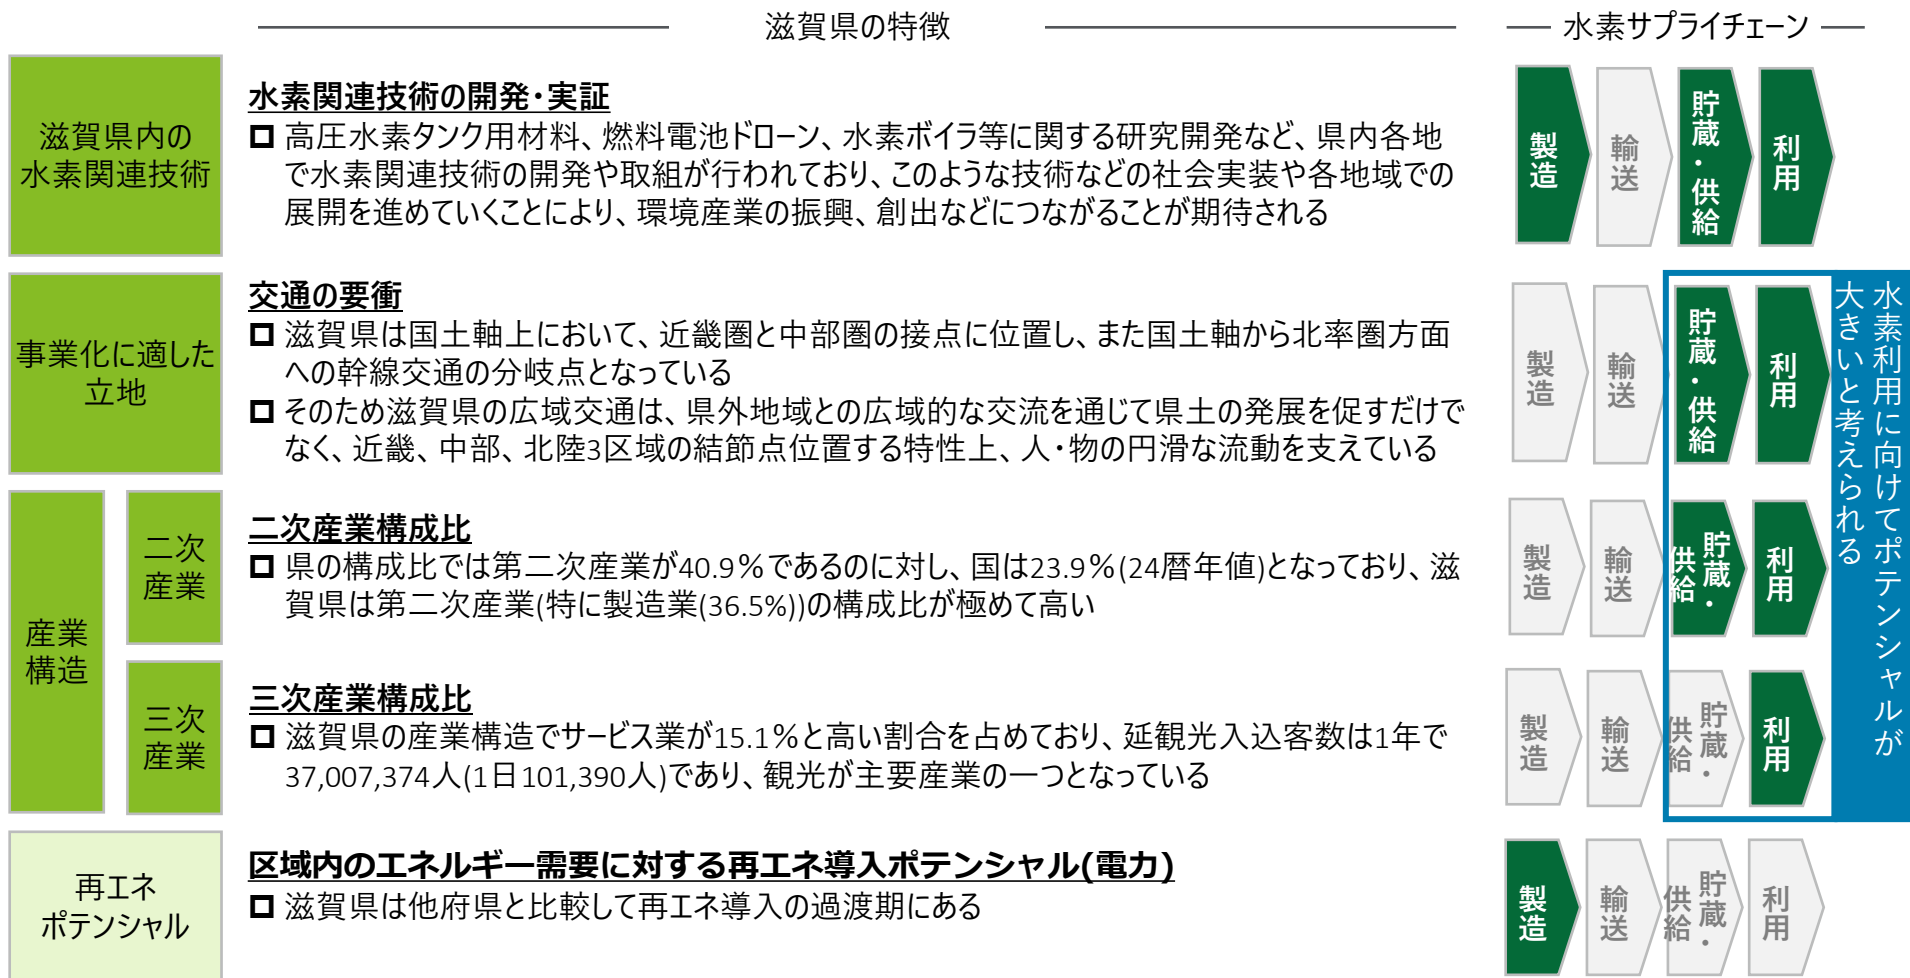 滋賀県の特徴
水素サプライチェーン
滋賀県内の
水素関連技術
水素関連技術の開発・実証
高圧水素タンク用材料、燃料電池ドローン、水素ボイラ等に関する研究開発など、県内各地
で水素関連技術の開発や取組が行われており、このような技術などの社会実装や各地域での
展開を進めていくことにより、環境産業の振興、創出などにつながることが期待される
製造
輸送
貯蔵・供給
利用
事業化に適した
立地
交通の要衝
滋賀県は国土軸上において、近畿圏と中部圏の接点に位置し、また国土軸から北率圏方面
への幹線交通の分岐点となっている
そのため滋賀県の広域交通は、県外地域との広域的な交流を通じて県土の発展を促すだけで
なく、近畿、中部、北陸3区域の結節点位置する特性上、人・物の円滑な流動を支えている
製造
輸送
貯蔵・供給
利用
水素利用に向けてポテンシャルが
大きいと考えられる
産業
構造
二次
産業
二次産業構成比
県の構成比では第二次産業が40.9%であるのに対し、国は23.9%(24暦年値)となっており、滋
賀県は第二次産業(特に製造業(36.5%))の構成比が極めて高い
製造
輸送
貯蔵・
供給
利用
三次
産業
三次産業構成比
滋賀県の産業構造でサービス業が15.1%と高い割合を占めており、延観光入込客数は1年で
37,007,374人(1日101,390人)であり、観光が主要産業の一つとなっている
製造
輸送
貯蔵・
供給
利用
再エネ
ポテンシャル
区域内のエネルギー需要に対する再エネ導入ポテンシャル(電力)
滋賀県は他府県と比較して再エネ導入の過渡期にある
製造
輸送
貯蔵・
供給
利用